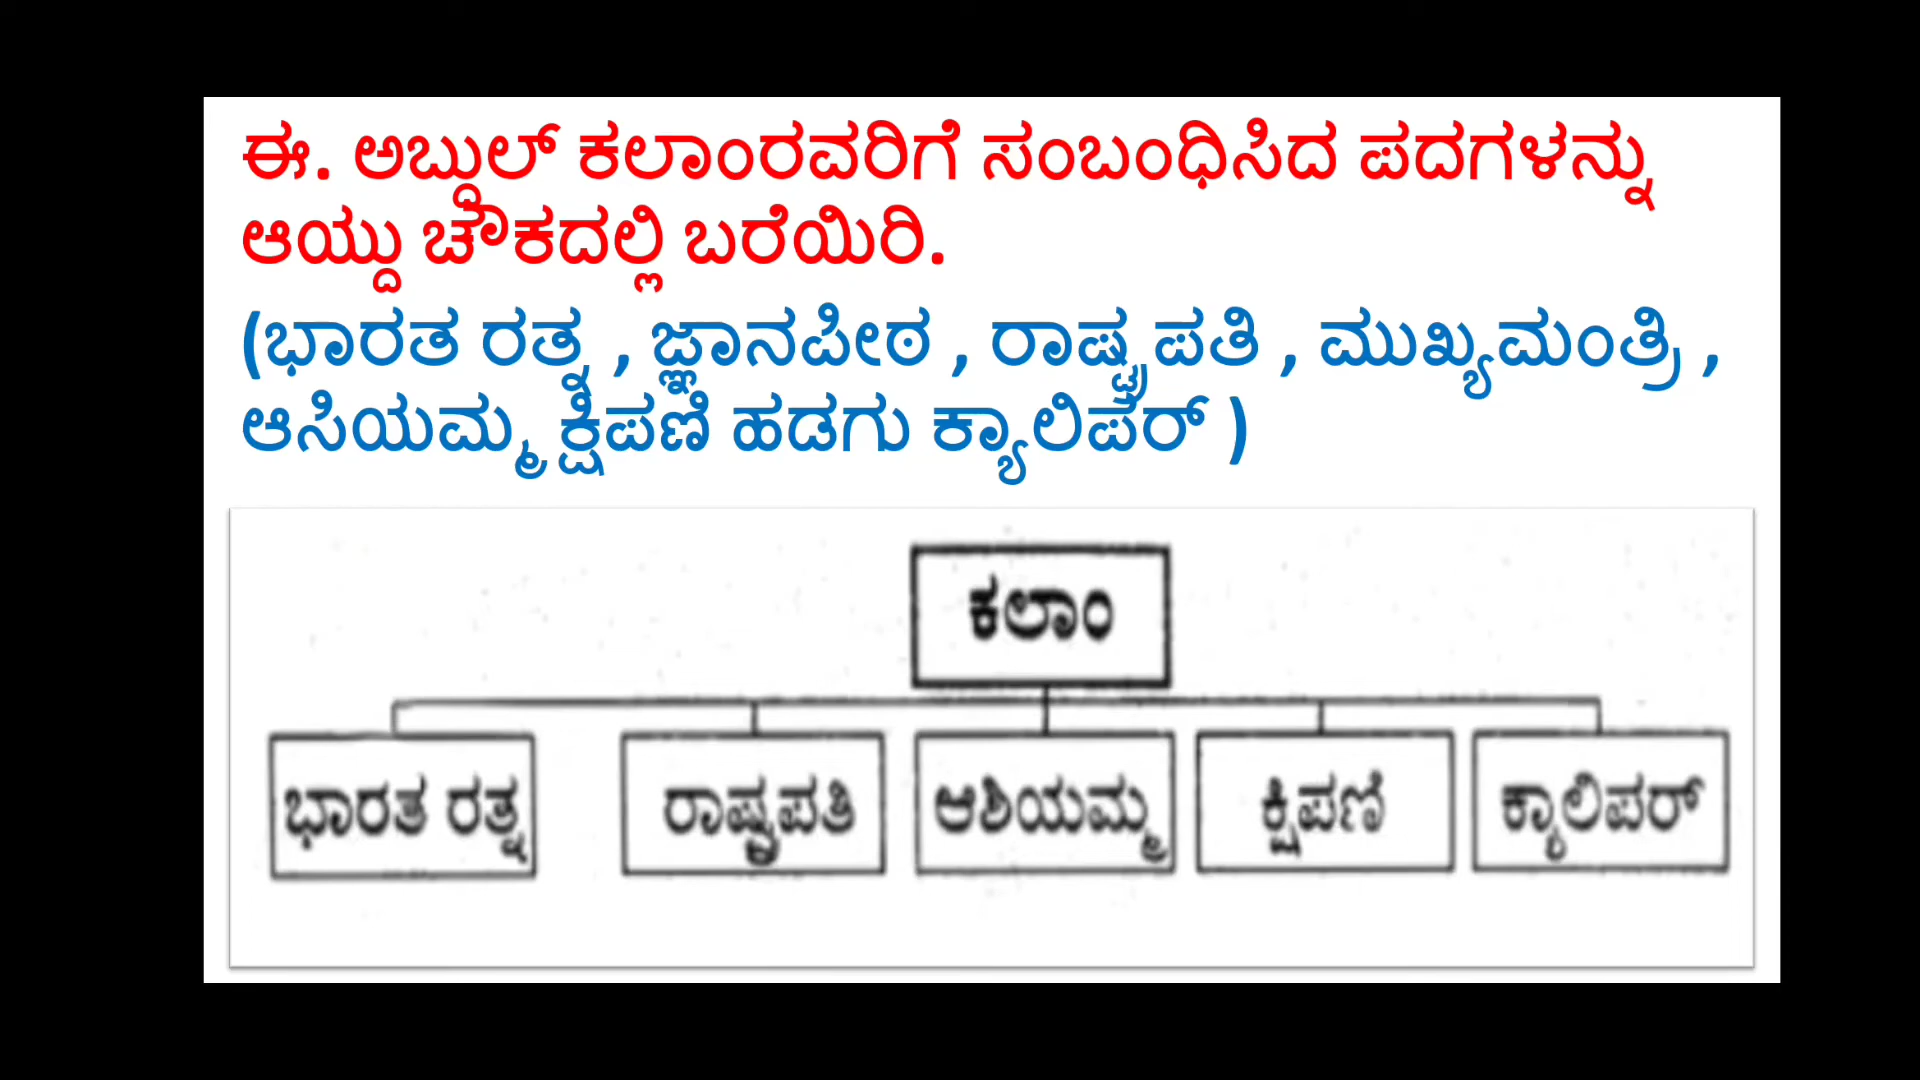 ಈ. ಅಬ್ದುಲ್ ಕಲಾಂರವರಿಗೆ ಸಂಬಂಧಿಸಿದ ಪದಗಳನ್ನು
ಆಯ್ದು ಚೌಕದಲ್ಲಿ ಬರೆಯಿರಿ.
(ಭಾರತ ರತ್ನ , ಜ್ಞಾನಪೀಠ , ರಾಷ್ಟ್ರಪತಿ , ಮುಖ್ಯಮಂತ್ರಿ ,
ಆಸಿಯಮ್ಮ, ಕ್ಷಿಪಣಿ ಹಡಗು ಕ್ಯಾಲಿಪರ್ )
ಕಲಾಂ
ಭಾರತ ರತ್ನ ರಾಷ್ಟ್ರಪತಿ ಆಶಿಯಮ್ಮ ಕ್ಷಿಪಣಿ ಕ್ಯಾಲಿಪರ್